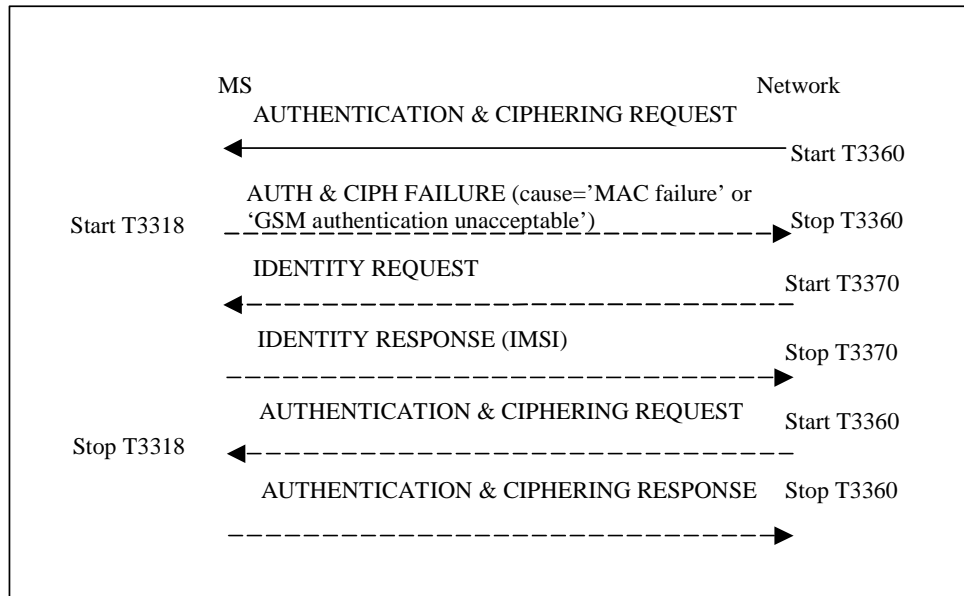 MS Network
AUTHENTICATION & CIPHERING REQUEST
Start T3360
AUTH & CIPH FAILURE (cause=’MAC failure’ or
‘GSM authentication unacceptable’)
Start T3318
Stop T3360
IDENTITY REQUEST
Start T3370
IDENTITY RESPONSE (IMSI)
Stop T3370
AUTHENTICATION & CIPHERING REQUEST
Start T3360
Stop T3318
AUTHENTICATION & CIPHERING RESPONSE
Stop T3360